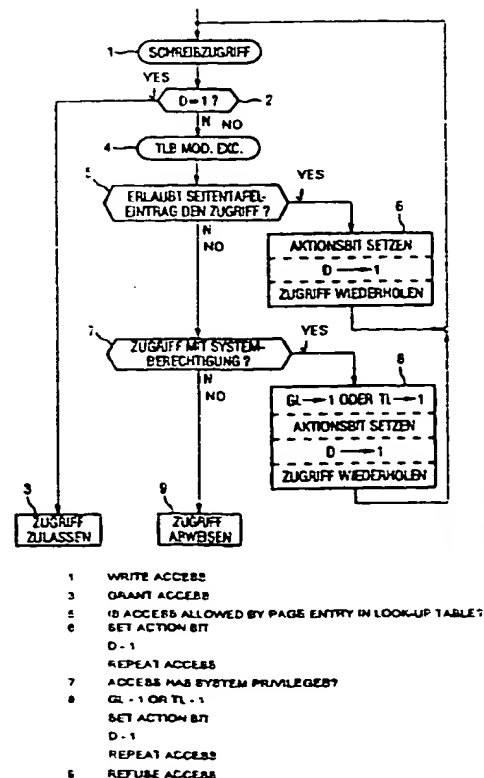 1 SCHREIBZUGRIFF
YES
D=1? 2
N NO
4 TLB MOD. EXC.
5 YES
ERLAUBT SEITENTAFEL-
EINTRAG DEN ZUGRIFF?
N
NO
6
AKTIONSBIT SETZEN
D → 1
ZUGRIFF WIEDERHOLEN
7 YES
ZUGRIFF MIT SYSTEM-
BERECHTIGUNG?
N
NO
8
GL → 1 ODER TL → 1
AKTIONSBIT SETZEN
D → 1
ZUGRIFF WIEDERHOLEN
3
ZUGRIFF
ZULASSEN
9
ZUGRIFF
ABWEISEN
1 WRITE ACCESS
3 GRANT ACCESS
5 IS ACCESS ALLOWED BY PAGE ENTRY IN LOOK-UP TABLE?
6 SET ACTION BIT
D - 1
REPEAT ACCESS
7 ACCESS HAS SYSTEM PRIVILEGES?
8 GL - 1 OR TL - 1
SET ACTION BIT
D - 1
REPEAT ACCESS
REFUSE ACCESS